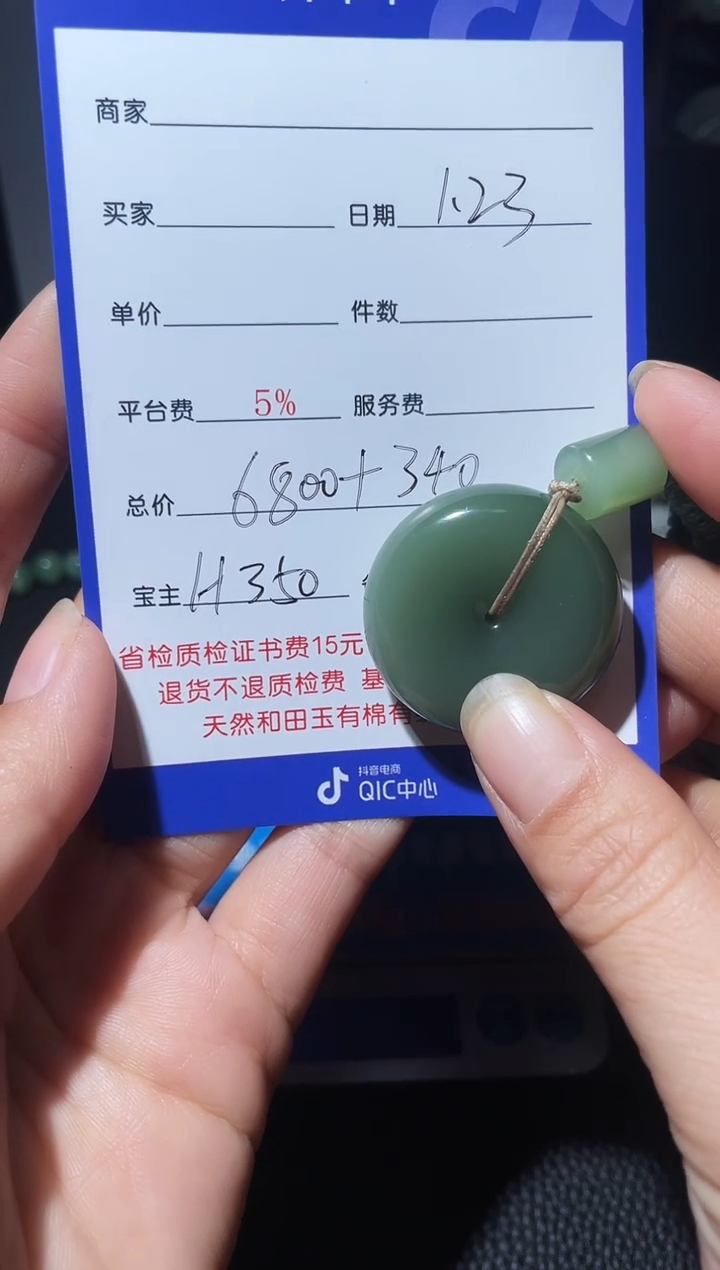 商家
买家 日期 1.23
单价 件数
平台费 5% 服务费
总价 6800+340
宝主 H350
省检质检证书费15元
退货不退质检费 基
天然和田玉有棉有
抖音电商
QIC中心